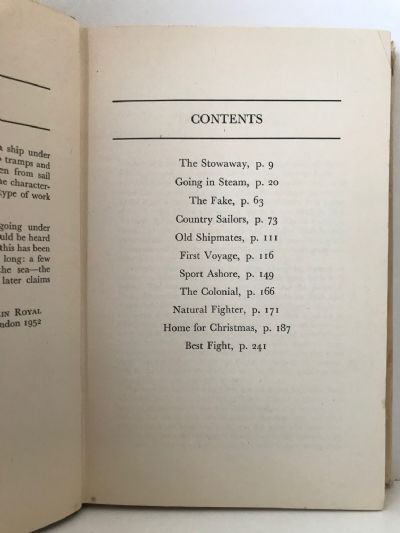 a ship under
tramps and
en from sail
e character-
type of work
going under
uld be heard
this has been
long: a few
the sea—the
later claims
IN ROYAL
ndon 1952
CONTENTS
The Stowaway, p. 9
Going in Steam, p. 20
The Fake, p. 63
Country Sailors, p. 73
Old Shipmates, p. 111
First Voyage, p. 116
Sport Ashore, p. 149
The Colonial, p. 166
Natural Fighter, p. 171
Home for Christmas, p. 187
Best Fight, p. 241